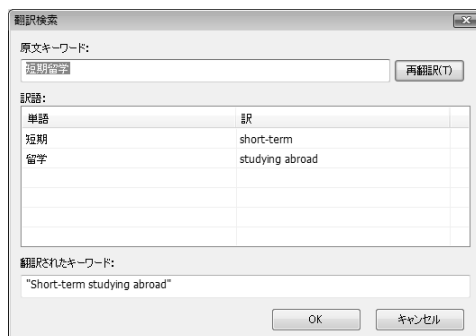 翻訳検索
原文キーワード:
短期留学
再翻訳(T)
訳語:
単語 訳
短期 short-term
留学 studying abroad
翻訳されたキーワード:
"Short-term studying abroad"
OK キャンセル